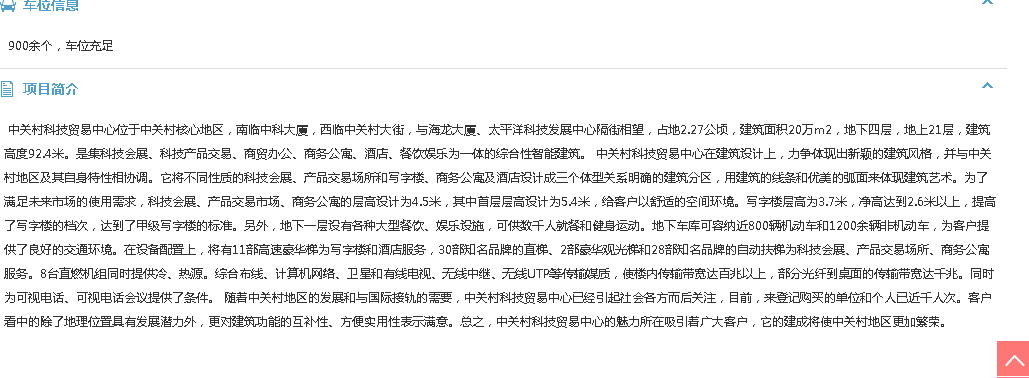 车位信息
900余个，车位充足
项目简介
中关村科技贸易中心位于中关村核心地区，南临中科大厦，西临中关村大街，与海龙大厦、太平洋科技发展中心隔街相望，占地2.27公顷，建筑面积20万m2，地下四层，地上21层，建筑
高度92.4米。是集科技会展、科技产品交易、商贸办公、商务公寓、酒店、餐饮娱乐为一体的综合性智能建筑。 中关村科技贸易中心在建筑设计上，力争体现出新颖的建筑风格，并与中关
村地区及其自身特性相协调。它将不同性质的科技会展、产品交易场所和写字楼、商务公寓及酒店设计成三个体型关系明确的建筑分区，用建筑的线条和优美的弧面来体现建筑艺术。为了
满足未来市场的使用需求，科技会展、产品交易市场、商务公寓的层高设计为4.5米，其中首层层高设计为5.4米，给客户以舒适的空间环境。写字楼层高为3.7米，净高达到2.6米以上，提高
了写字楼的档次，达到了甲级写字楼的标准。另外，地下一层设有各种大型餐饮、娱乐设施，可供数千人就餐和健身运动。地下车库可容纳近800辆机动车和1200余辆非机动车，为客户提
供了良好的交通环境。在设备配置上，将有11部高速豪华梯为写字楼和酒店服务，30部知名品牌的直梯、2部豪华观光梯和28部知名品牌的自动扶梯为科技会展、产品交易场所、商务公寓
服务。8台直燃机组同时提供冷、热源。综合布线、计算机网络、卫星和有线电视、无线中继、无线UTP等传输媒质，使楼内传输带宽达百兆以上，部分光纤到桌面的传输带宽达千兆。同时
为可视电话、可视电话会议提供了条件。 随着中关村地区的发展和与国际接轨的需要，中关村科技贸易中心已经引起社会各方而后关注，目前，来登记购买的单位和个人已近千人次。客户
看中的除了地理位置具有发展潜力外，更对建筑功能的互补性、方便实用性表示满意。总之，中关村科技贸易中心的魅力所在吸引着广大客户，它的建成将使中关村地区更加繁荣。